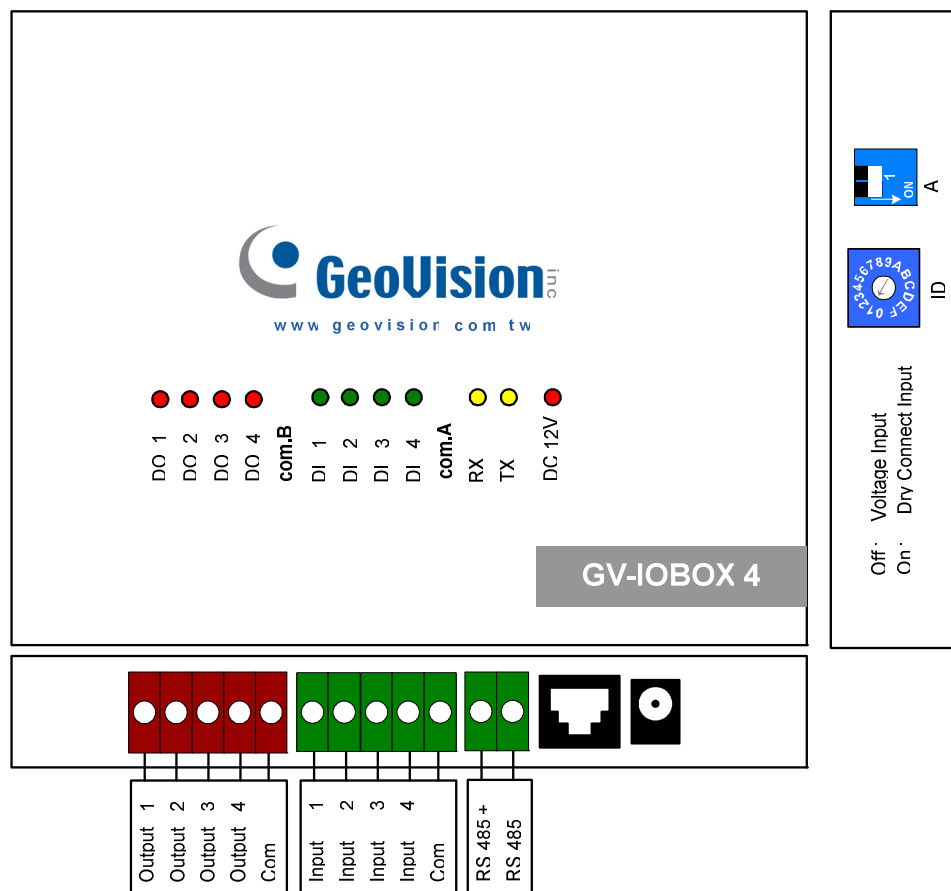 GeoVision inc
www geovision com tw
DO 1
DO 2
DO 3
DO 4
com.B
DI 1
DI 2
DI 3
DI 4
com.A
RX
TX
DC 12V
GV-IOBOX 4
1
ON
A
0123456789ABCDEF
ID
Off : Voltage Input
On : Dry Connect Input
Output 1
Output 2
Output 3
Output 4
Com
Input 1
Input 2
Input 3
Input 4
Com
RS 485 +
RS 485